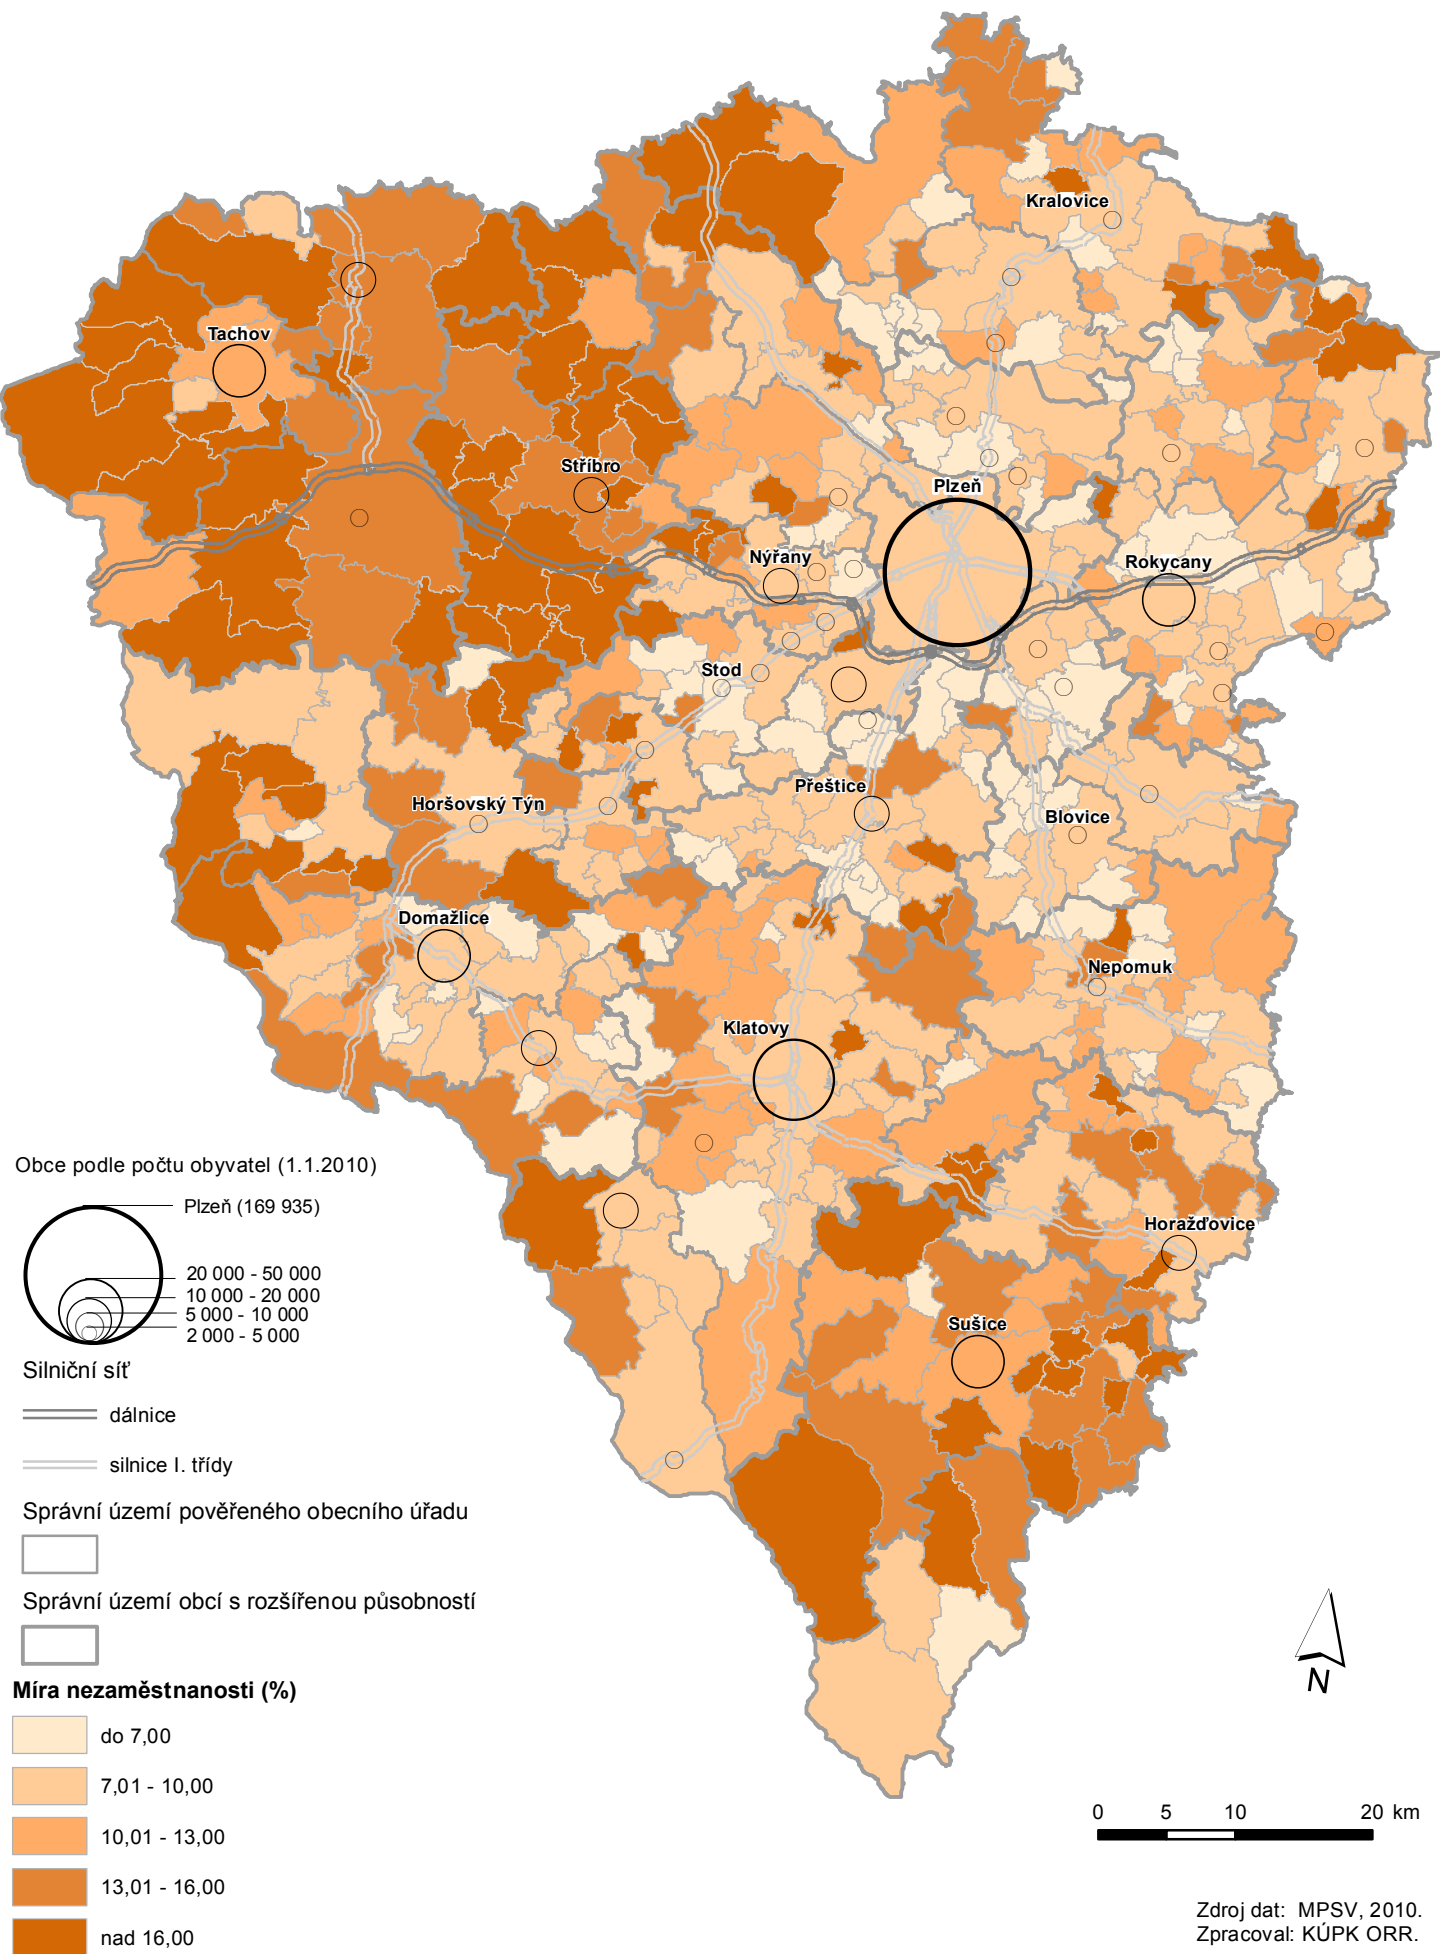 Kralovice
Tachov
Stříbro
Plzeň
Nýřany
Rokycany
Stod
Přeštice
Horšovský Týn
Blovice
Domažlice
Nepomuk
Klatovy
Horažďovice
Sušice
Obce podle počtu obyvatel (1.1.2010)
Plzeň (169 935)
20 000 - 50 000
10 000 - 20 000
5 000 - 10 000
2 000 - 5 000
Silniční síť
dálnice
silnice I. třídy
Správní území pověřeného obecního úřadu
Správní území obcí s rozšířenou působností
Míra nezaměstnanosti (%)
do 7,00
7,01 - 10,00
10,01 - 13,00
13,01 - 16,00
nad 16,00
N
0 5 10 20 km
Zdroj dat: MPSV, 2010.
Zpracoval: KÚPK ORR.